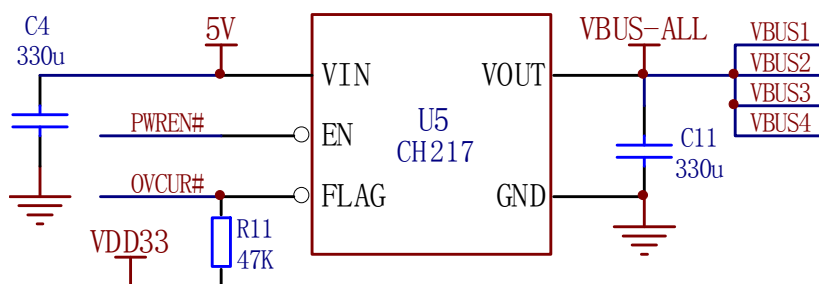 C4
330u
5V
VBUS-ALL
VBUS1
VBUS2
VBUS3
VBUS4
VIN
VOUT
PWREN#
EN
U5
CH217
C11
330u
OVCUR#
FLAG
GND
R11
47K
VDD33